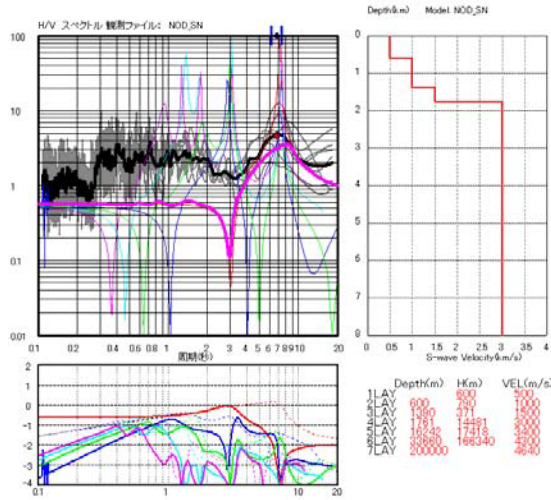 H/V スペクトル 観測ファイル: NOD_SN
100
10
1
0.1
0.01
0.1 0.2 0.3 0.4 0.6 0.8 1 2 3 4 5 6 7 8 9 10 20
周期(秒)
2
1
0
-1
-2
-3
-4
0.1 1 10 20
Depth(km) Model: NOD_SN
0
1
2
3
4
5
6
7
8
0 0.5 1 1.5 2 2.5 3 3.5 4
S-wave Velocity(km/s)
Depth(m) H(m) VEL(m/s)
1LAY 600 500
2LAY 600 790 1000
3LAY 1390 371 1500
4LAY 1761 14481 3000
5LAY 17418
6LAY 33660 166340 4300
7LAY 200000 4640